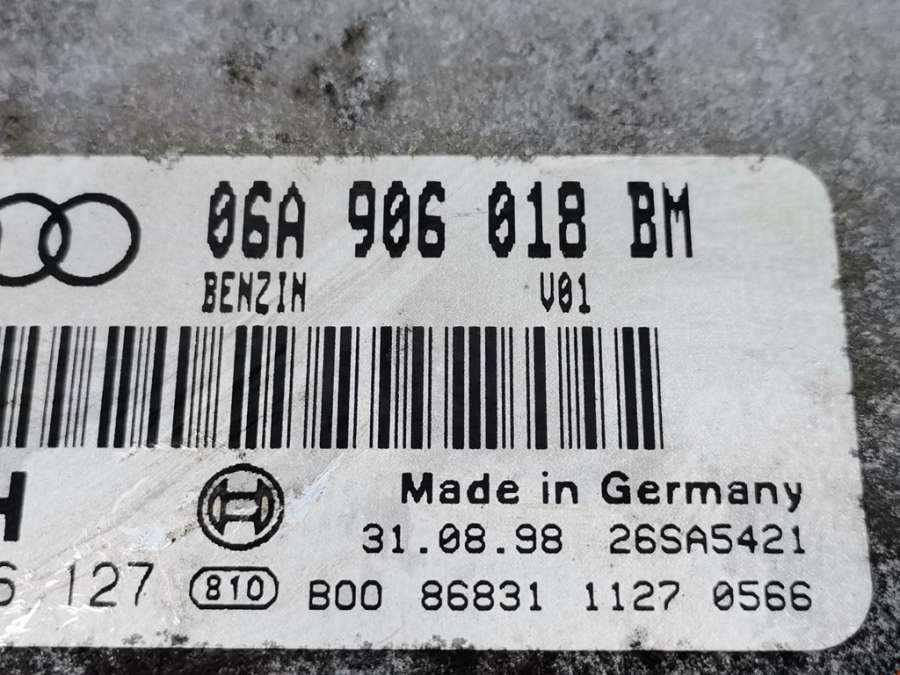 06A 906 018 BM
BENZIN V01
H
Made in Germany
31.08.98 26SA5421
6 127 810 B00 86831 1127 0566